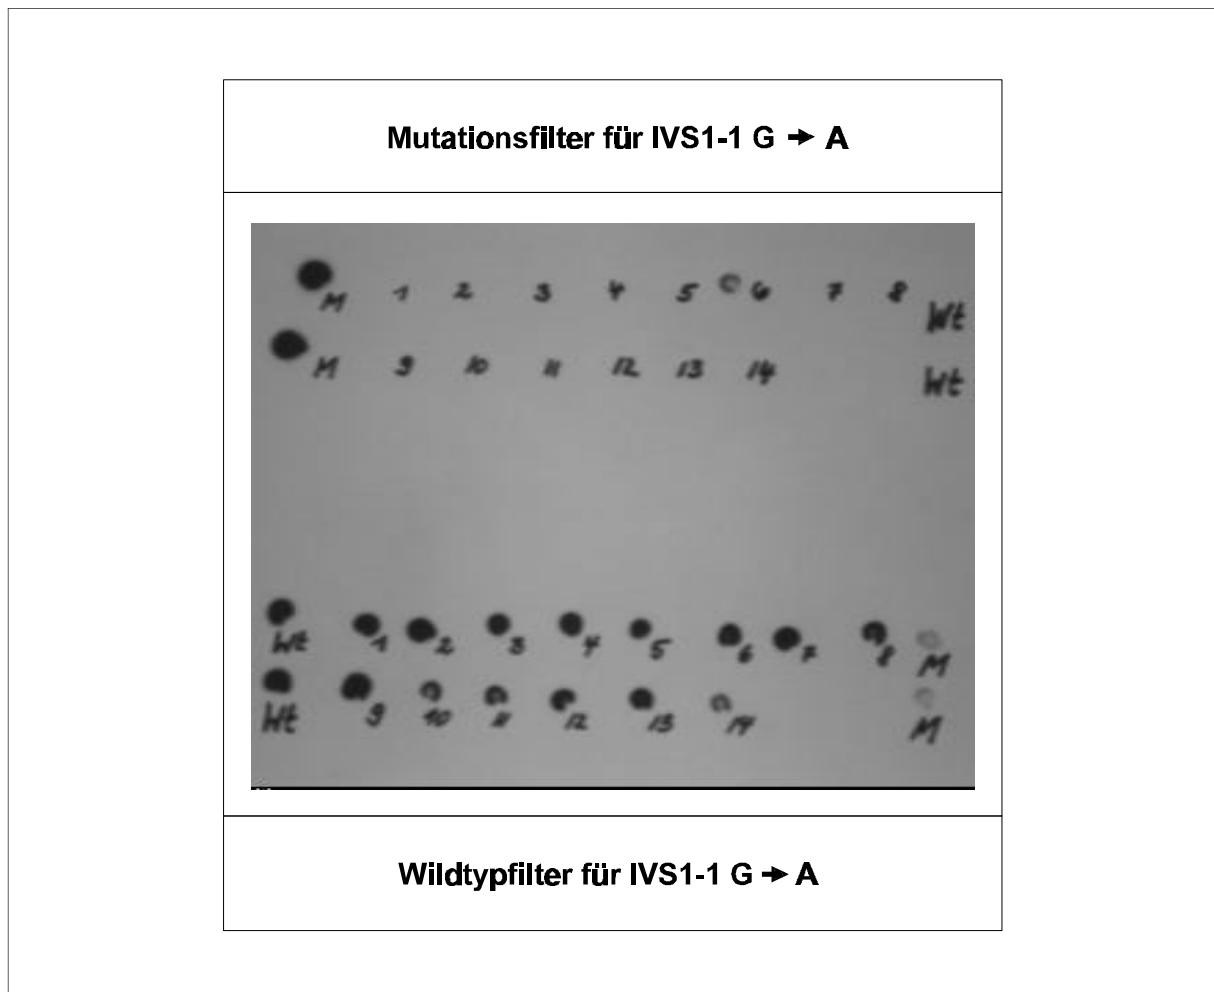 Mutationsfilter für IVS1-1 G → A
M 1 2 3 4 5 6 7 8 Wt
M 9 10 11 12 13 14 Wt
Wt 1 2 3 4 5 6 7 8 M
Wt 9 10 11 12 13 14 M
Wildtypfilter für IVS1-1 G → A